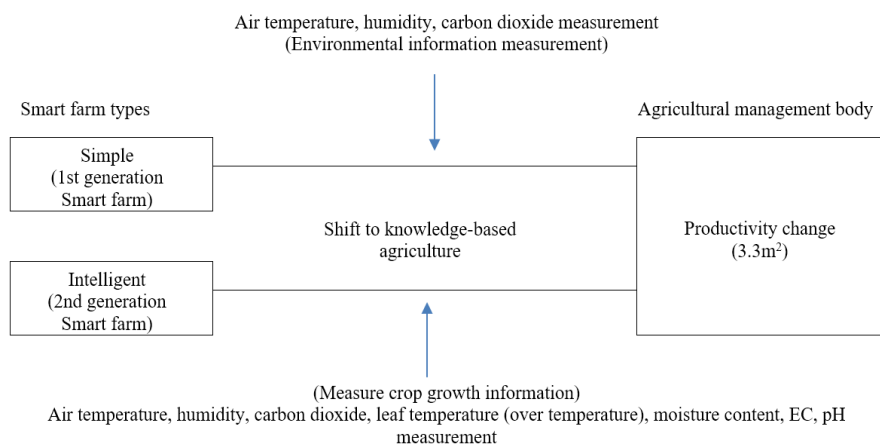 Air temperature, humidity, carbon dioxide measurement
(Environmental information measurement)
Smart farm types
Agricultural management body
Simple
(1st generation
Smart farm)
Shift to knowledge-based
agriculture
Productivity change
(3.3m²)
Intelligent
(2nd generation
Smart farm)
(Measure crop growth information)
Air temperature, humidity, carbon dioxide, leaf temperature (over temperature), moisture content, EC, pH
measurement